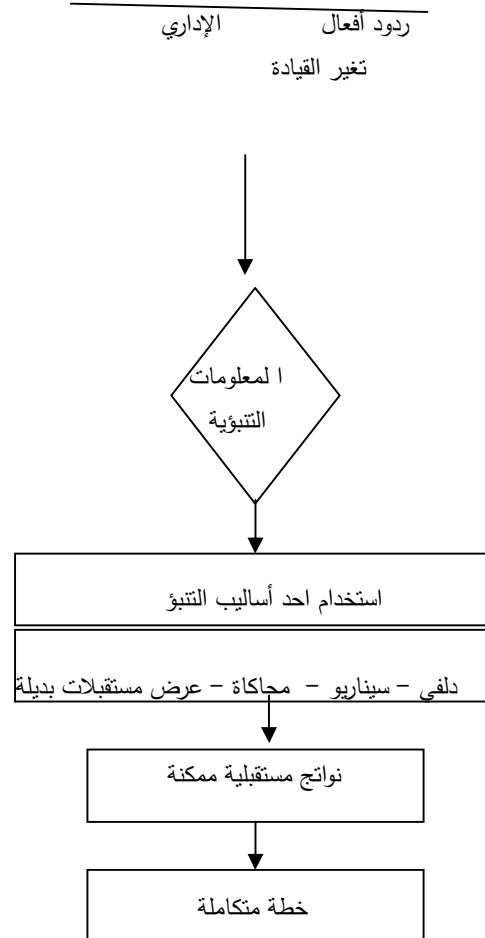 ردود أفعال الإداري
تغير القيادة
ا لمعلومات
التنبؤية
استخدام احد أساليب التنبؤ
دلفي – سيناريو – محاكاة – عرض مستقبلات بديلة
نواتج مستقبلية ممكنة
خطة متكاملة